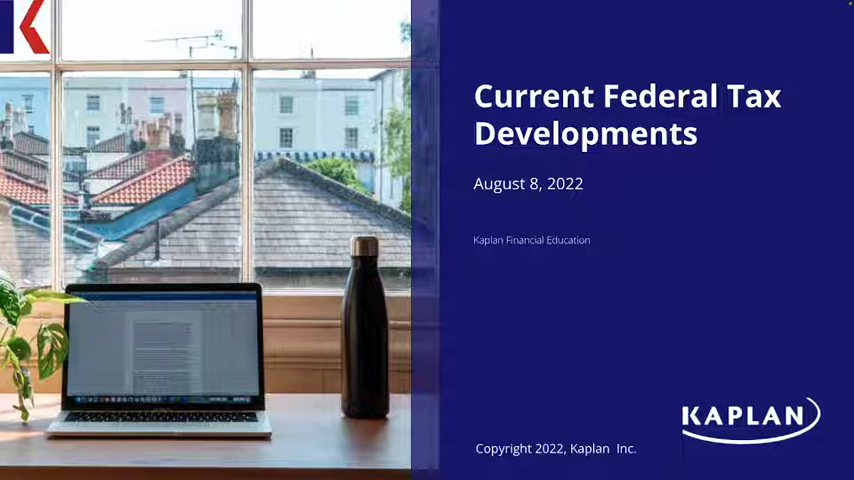 Current Federal Tax
Developments
August 8, 2022
Kaplan Financial Education
KAPLAN
Copyright 2022, Kaplan Inc.